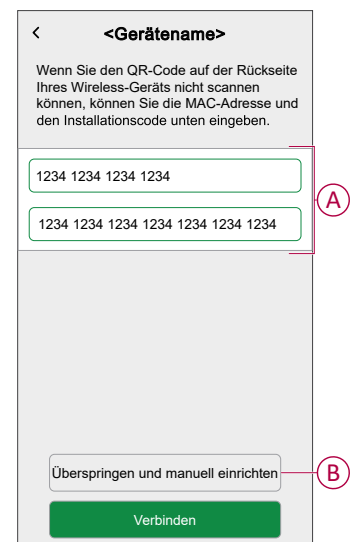 <Gerätename>
Wenn Sie den QR-Code auf der Rückseite
Ihres Wireless-Geräts nicht scannen
können, können Sie die MAC-Adresse und
den Installationscode unten eingeben.
1234 1234 1234 1234
A
1234 1234 1234 1234 1234 1234 1234
Überspringen und manuell einrichten
B
Verbinden